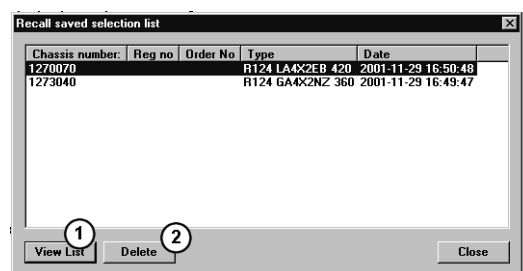 Recall saved selection list
Chassis number: Reg no Order No Type Date
1270070 R124 LA4X2EB 420 2001-11-29 16:50:48
1273040 R124 GA4X2NZ 360 2001-11-29 16:49:47
1 2
View List Delete Close